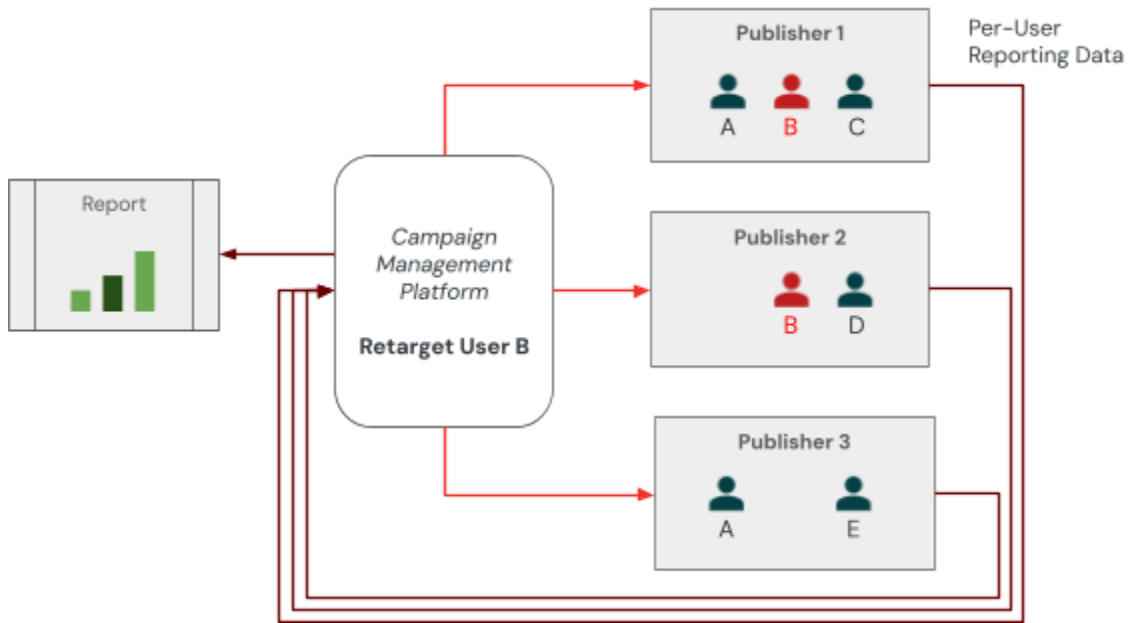 Publisher 1
A B C
Per-User
Reporting Data
Report
Campaign
Management
Platform
Retarget User B
Publisher 2
B D
Publisher 3
A E